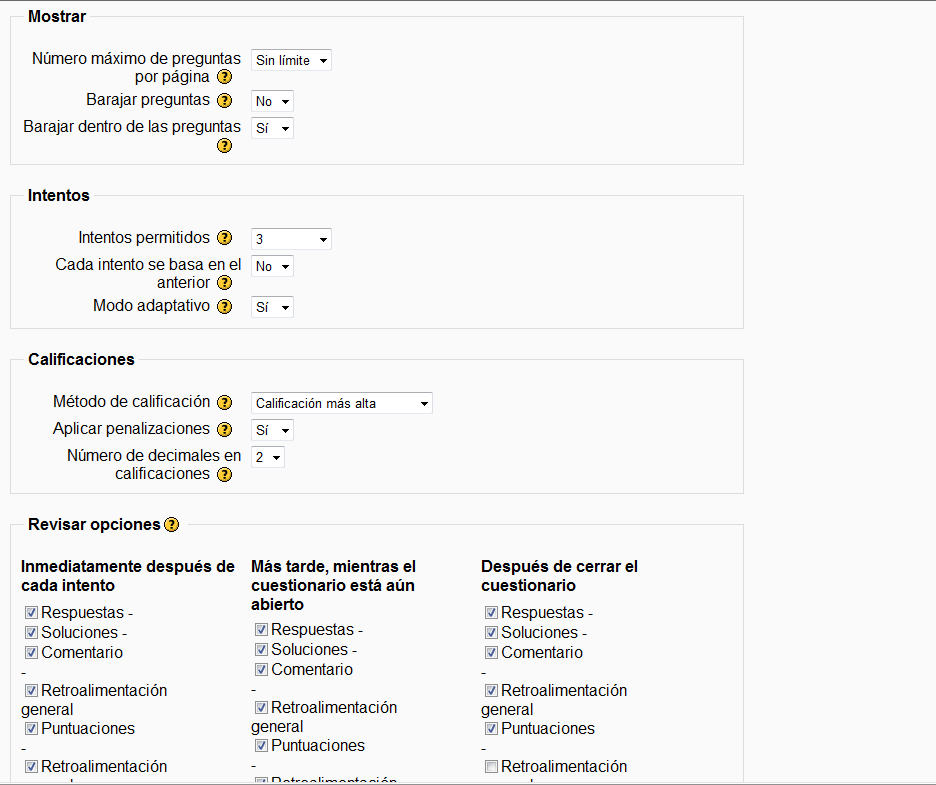 Mostrar
Número máximo de preguntas Sin límite
por página ?
Barajar preguntas ? No
Barajar dentro de las preguntas Sí
?
Intentos
Intentos permitidos ? 3
Cada intento se basa en el No
anterior ?
Modo adaptativo ? Sí
Calificaciones
Método de calificación ? Calificación más alta
Aplicar penalizaciones ? Sí
Número de decimales en 2
calificaciones ?
Revisar opciones ?
Inmediatamente después de
cada intento
Respuestas -
Soluciones -
Comentario
-
Retroalimentación
general
Puntuaciones
-
Retroalimentación
Más tarde, mientras el
cuestionario está aún
abierto
Respuestas -
Soluciones -
Comentario
-
Retroalimentación
general
Puntuaciones
-
Retroalimentación
Después de cerrar el
cuestionario
Respuestas -
Soluciones -
Comentario
-
Retroalimentación
general
Puntuaciones
-
Retroalimentación